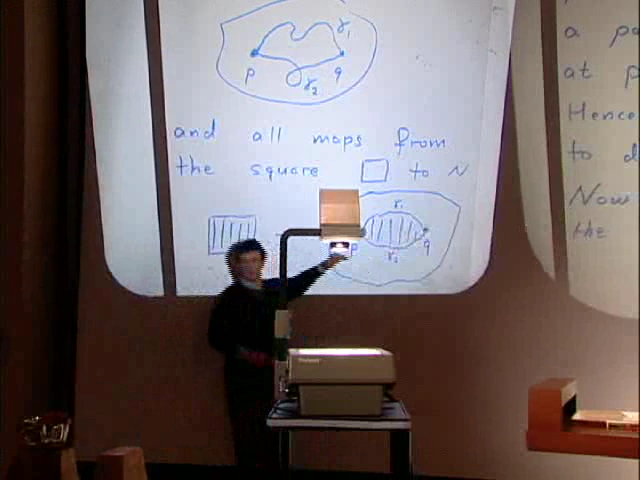 γ₁
p q
γ₂
and all maps from
the square □ to N
γ₁
p q
γ₂
a
at p
Hence
to d
Now
the